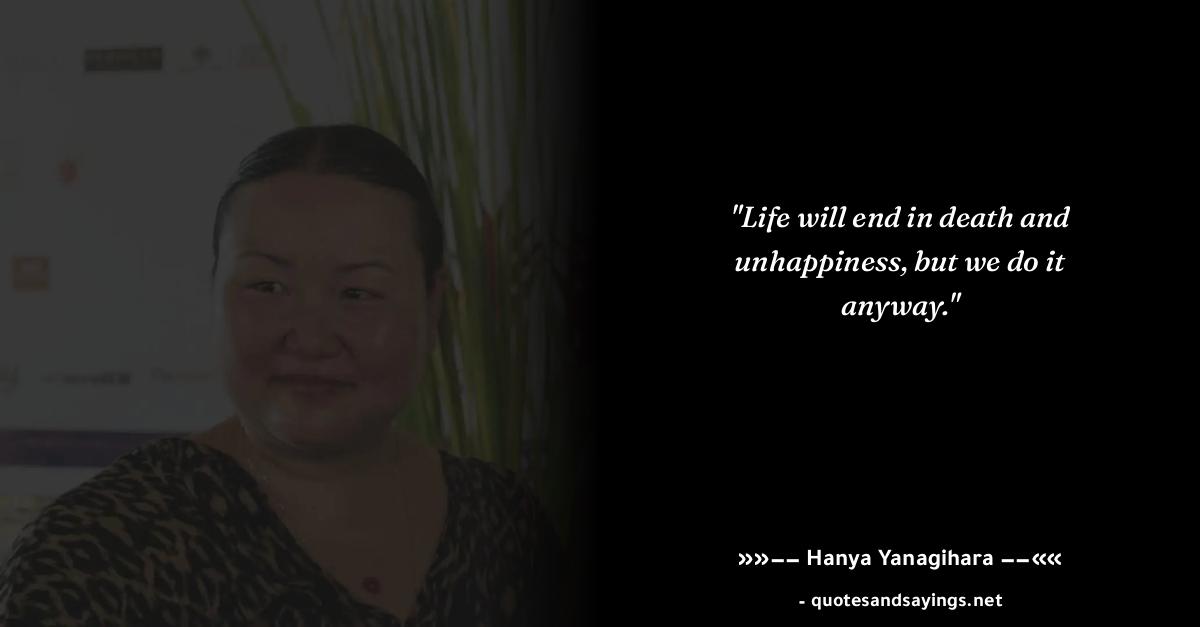 "Life will end in death and
unhappiness, but we do it
anyway."
»»−− Hanya Yanagihara −−««
- quotesandsayings.net